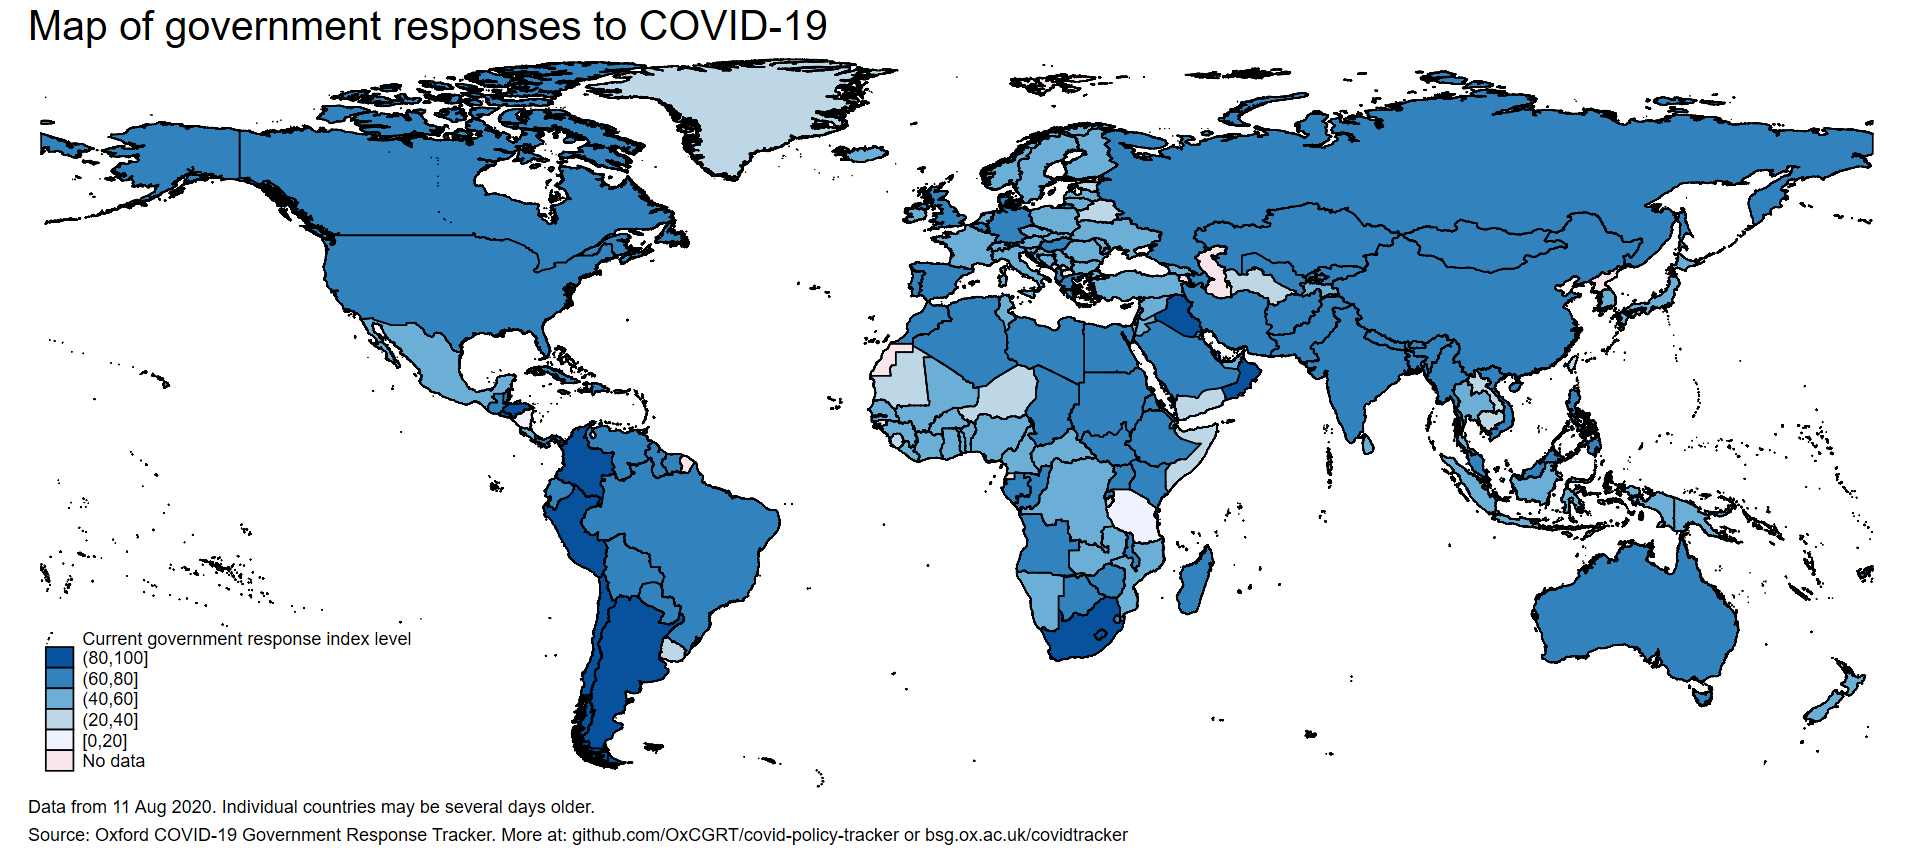 Map of government responses to COVID-19
Current government response index level
(80,100]
(60,80]
(40,60]
(20,40]
[0,20]
No data
Data from 11 Aug 2020. Individual countries may be several days older.
Source: Oxford COVID-19 Government Response Tracker. More at: github.com/OxCGRT/covid-policy-tracker or bsg.ox.ac.uk/covidtracker